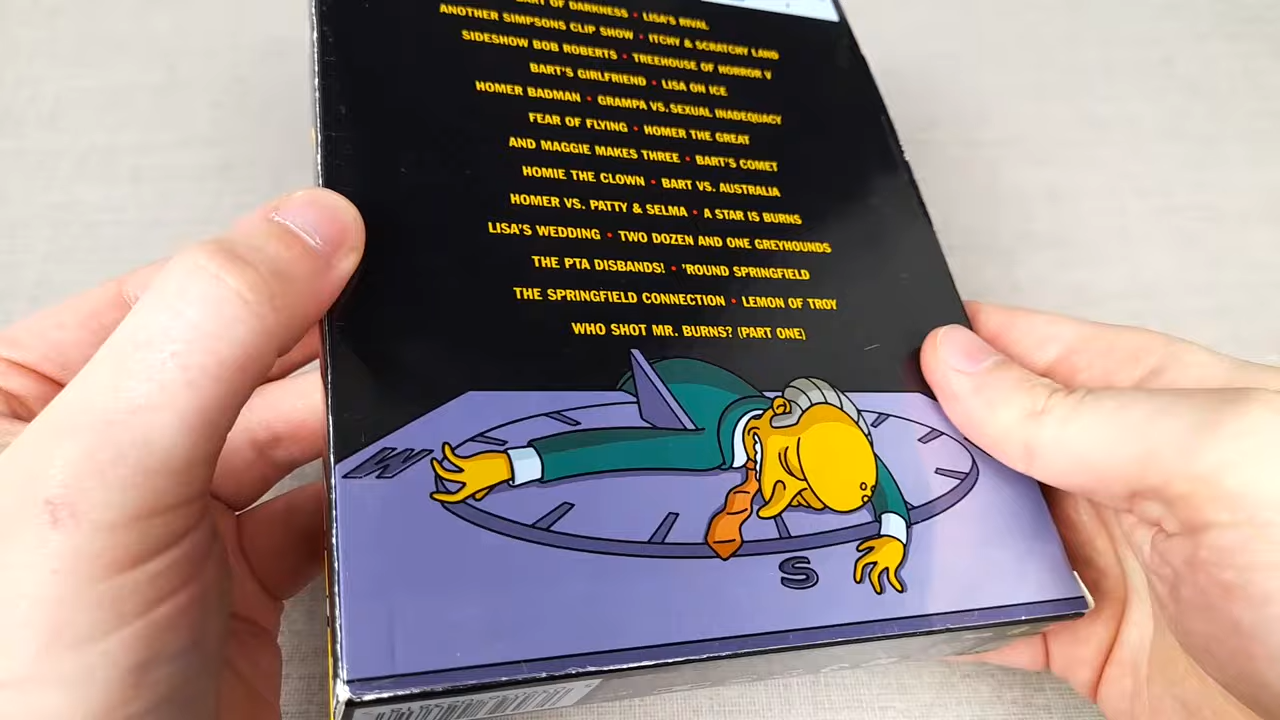 BART OF DARKNESS • LISA'S RIVAL
ANOTHER SIMPSONS CLIP SHOW • ITCHY & SCRATCHY LAND
SIDESHOW BOB ROBERTS • TREEHOUSE OF HORROR V
BART'S GIRLFRIEND • LISA ON ICE
HOMER BADMAN • GRAMPA VS. SEXUAL INADEQUACY
FEAR OF FLYING • HOMER THE GREAT
AND MAGGIE MAKES THREE • BART'S COMET
HOMIE THE CLOWN • BART VS. AUSTRALIA
HOMER VS. PATTY & SELMA • A STAR IS BURNS
LISA'S WEDDING • TWO DOZEN AND ONE GREYHOUNDS
THE PTA DISBANDS! • 'ROUND SPRINGFIELD
THE SPRINGFIELD CONNECTION • LEMON OF TROY
WHO SHOT MR. BURNS? (PART ONE)
W
S